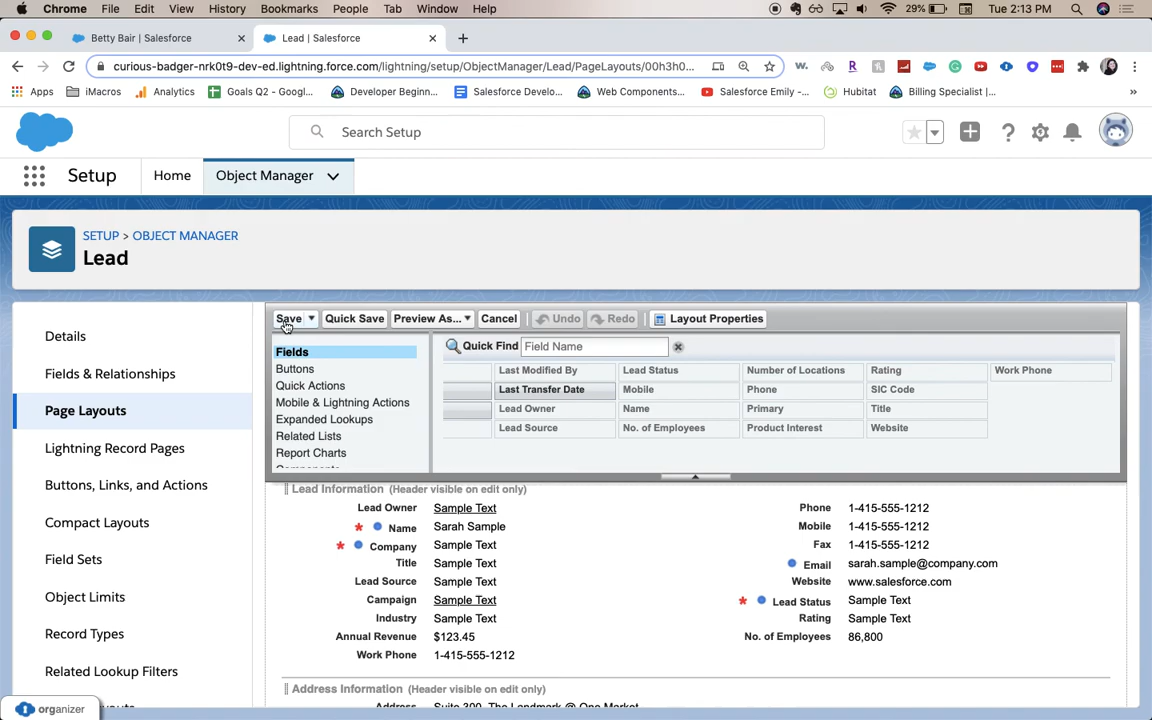 Chrome File Edit View History Bookmarks People Tab Window Help 29% Tue 2:13 PM
Betty Bair | Salesforce Lead | Salesforce
curious-badger-nrk0t9-dev-ed.lightning.force.com/lightning/setup/ObjectManager/Lead/PageLayouts/00h3h0...
Apps iMacros Analytics Goals Q2 - Googl... Developer Beginn... Salesforce Develo... Web Components... Salesforce Emily -... Hubitat Billing Specialist |... »
Search Setup
Setup Home Object Manager
SETUP > OBJECT MANAGER
Lead
Details
Fields & Relationships
Page Layouts
Lightning Record Pages
Buttons, Links, and Actions
Compact Layouts
Field Sets
Object Limits
Record Types
Related Lookup Filters
organizer
Save Quick Save Preview As... Cancel Undo Redo Layout Properties
Fields
Buttons
Quick Actions
Mobile & Lightning Actions
Expanded Lookups
Related Lists
Report Charts
Quick Find Field Name
Last Modified By Lead Status Number of Locations Rating Work Phone
Last Transfer Date Mobile Phone SIC Code
Lead Owner Name Primary Title
Lead Source No. of Employees Product Interest Website
Lead Information (Header visible on edit only)
Lead Owner Sample Text Phone 1-415-555-1212
* Name Sarah Sample Mobile 1-415-555-1212
* Company Sample Text Fax 1-415-555-1212
Title Sample Text Email sarah.sample@company.com
Lead Source Sample Text Website www.salesforce.com
Campaign Sample Text * Lead Status Sample Text
Industry Sample Text Rating Sample Text
Annual Revenue $123.45 No. of Employees 86,800
Work Phone 1-415-555-1212
Address Information (Header visible on edit only)
Address Suite 300, The Landmark @ One Market